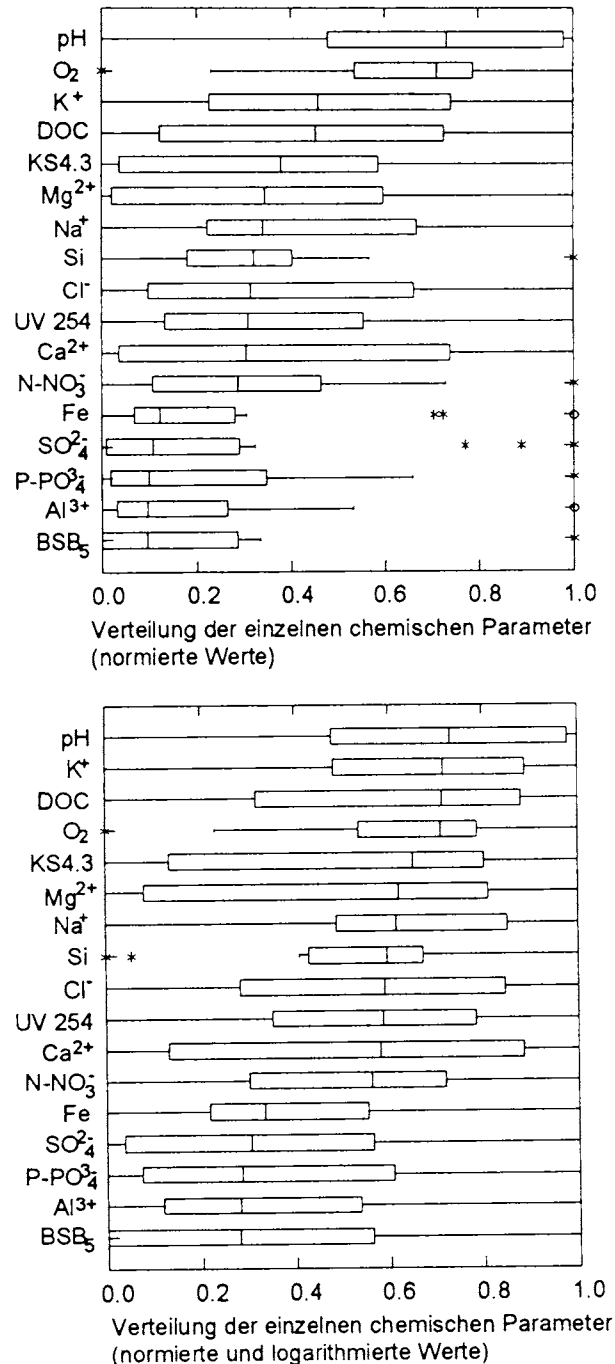 pH
O₂
K⁺
DOC
KS4.3
Mg²⁺
Na⁺
Si
Cl⁻
UV 254
Ca²⁺
N-NO₃⁻
Fe
SO₄²⁻
P-PO₄³⁻
Al³⁺
BSB₅
0.0 0.2 0.4 0.6 0.8 1.0
Verteilung der einzelnen chemischen Parameter
(normierte Werte)
pH
K⁺
DOC
O₂
KS4.3
Mg²⁺
Na⁺
Si
Cl⁻
UV 254
Ca²⁺
N-NO₃⁻
Fe
SO₄²⁻
P-PO₄³⁻
Al³⁺
BSB₅
0.0 0.2 0.4 0.6 0.8 1.0
Verteilung der einzelnen chemischen Parameter
(normierte und logarithmierte Werte)